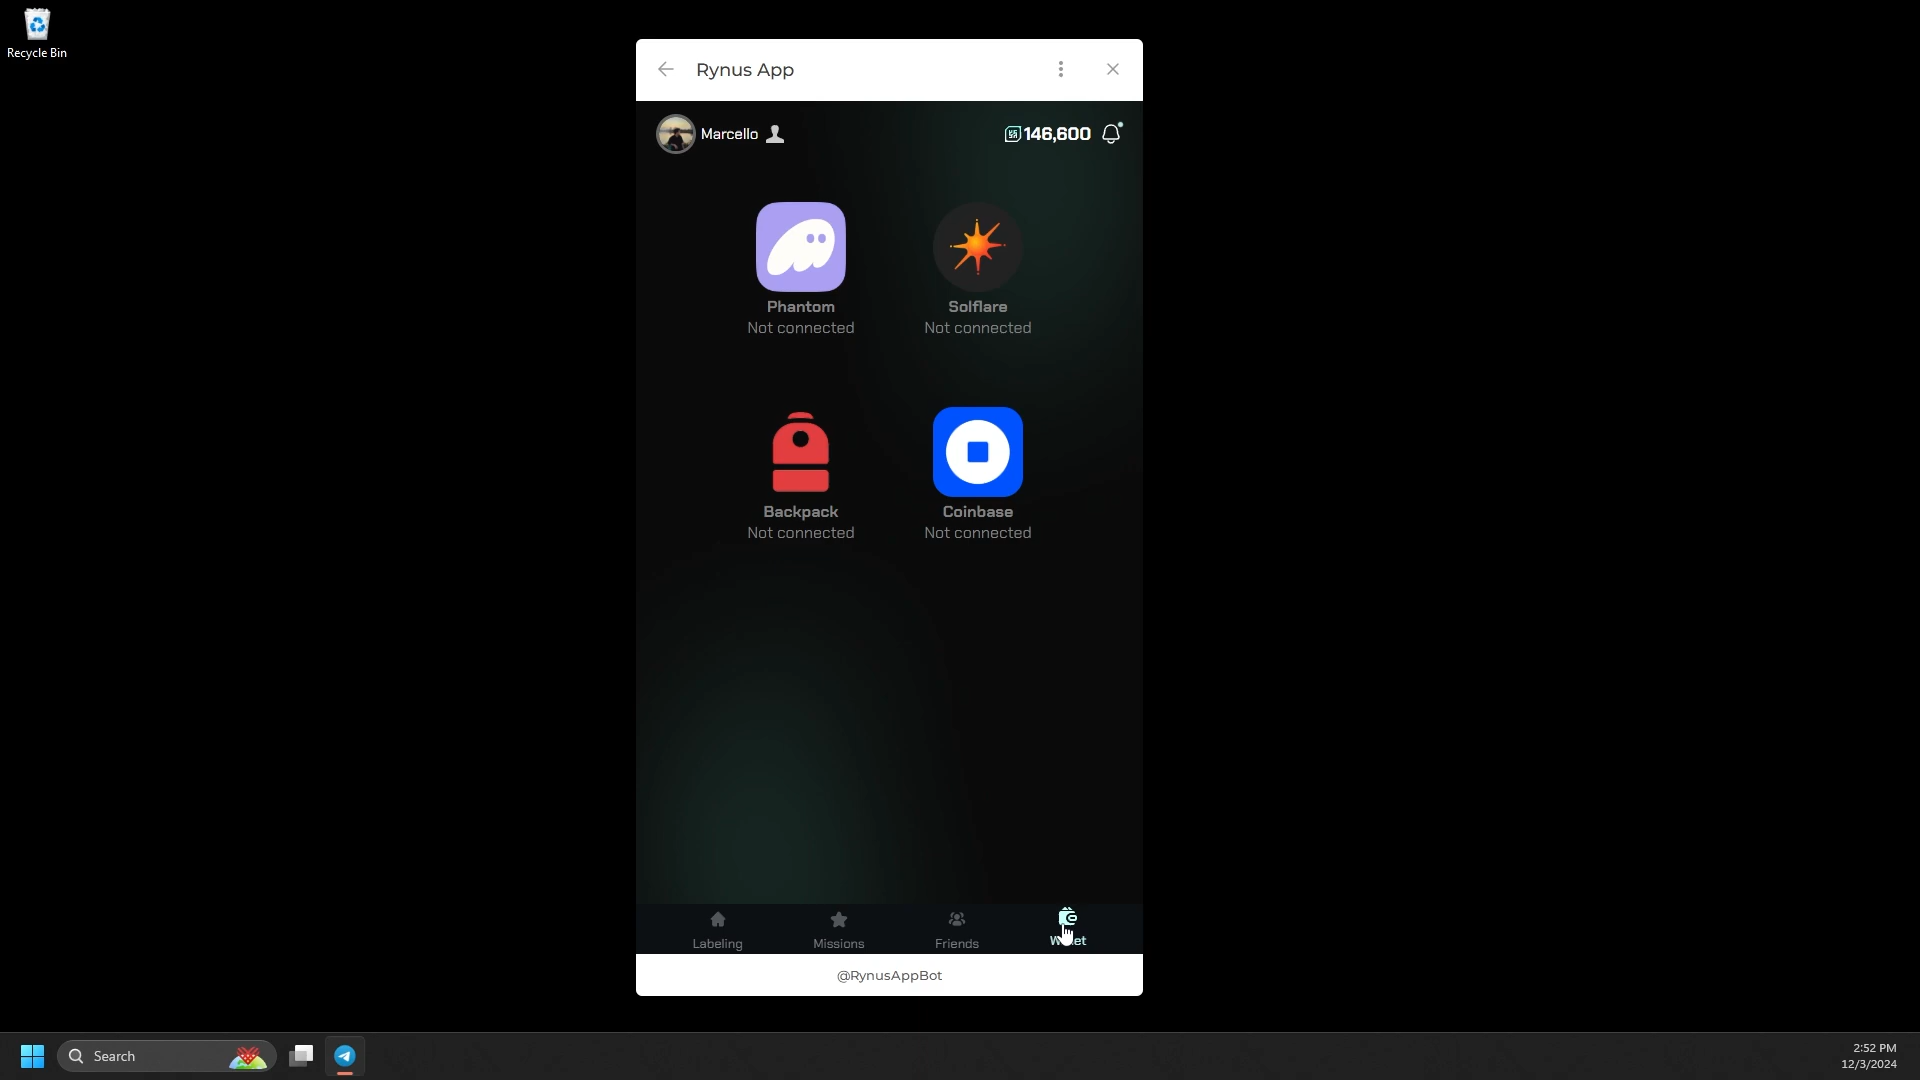 Recycle Bin
Rynus App
Marcello
146,600
Phantom
Not connected
Solflare
Not connected
Backpack
Not connected
Coinbase
Not connected
Labeling
Missions
Friends
@RynusAppBot
Search
2:52 PM
12/3/2024